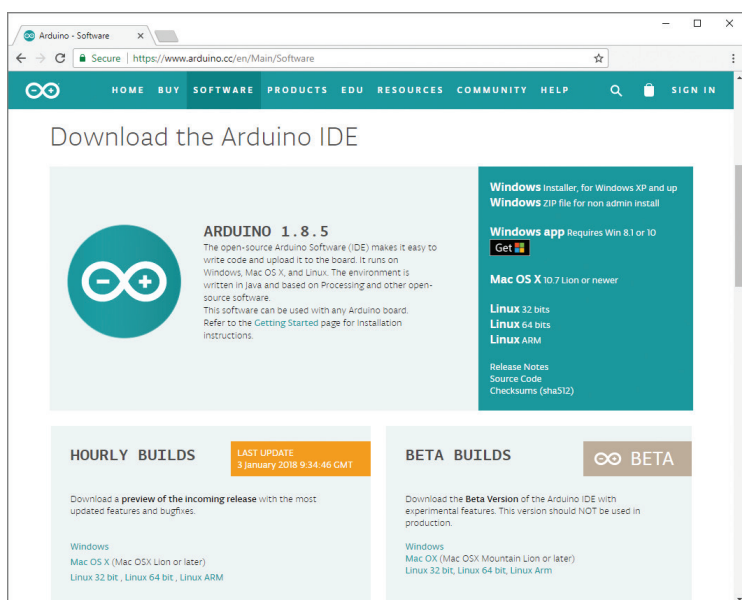 Arduino - Software
Secure https://www.arduino.cc/en/Main/Software
HOME BUY SOFTWARE PRODUCTS EDU RESOURCES COMMUNITY HELP SIGN IN
Download the Arduino IDE
ARDUINO 1.8.5
The open-source Arduino Software (IDE) makes it easy to
write code and upload it to the board. It runs on
Windows, Mac OS X, and Linux. The environment is
written in Java and based on Processing and other open-
source software.
This software can be used with any Arduino board.
Refer to the Getting Started page for Installation
instructions.
Windows Installer, for Windows XP and up
Windows ZIP file for non admin install
Windows app Requires Win 8.1 or 10
Get
Mac OS X 10.7 Lion or newer
Linux 32 bits
Linux 64 bits
Linux ARM
Release Notes
Source Code
Checksums (sha512)
HOURLY BUILDS
LAST UPDATE
3 January 2018 9:34:46 GMT
Download a preview of the incoming release with the most
updated features and bugfixes.
Windows
Mac OS X (Mac OSX Lion or later)
Linux 32 bit , Linux 64 bit , Linux ARM
BETA BUILDS
BETA
Download the Beta Version of the Arduino IDE with
experimental features. This version should NOT be used in
production.
Windows
Mac OX (Mac OSX Mountain Lion or later)
Linux 32 bit, Linux 64 bit, Linux Arm